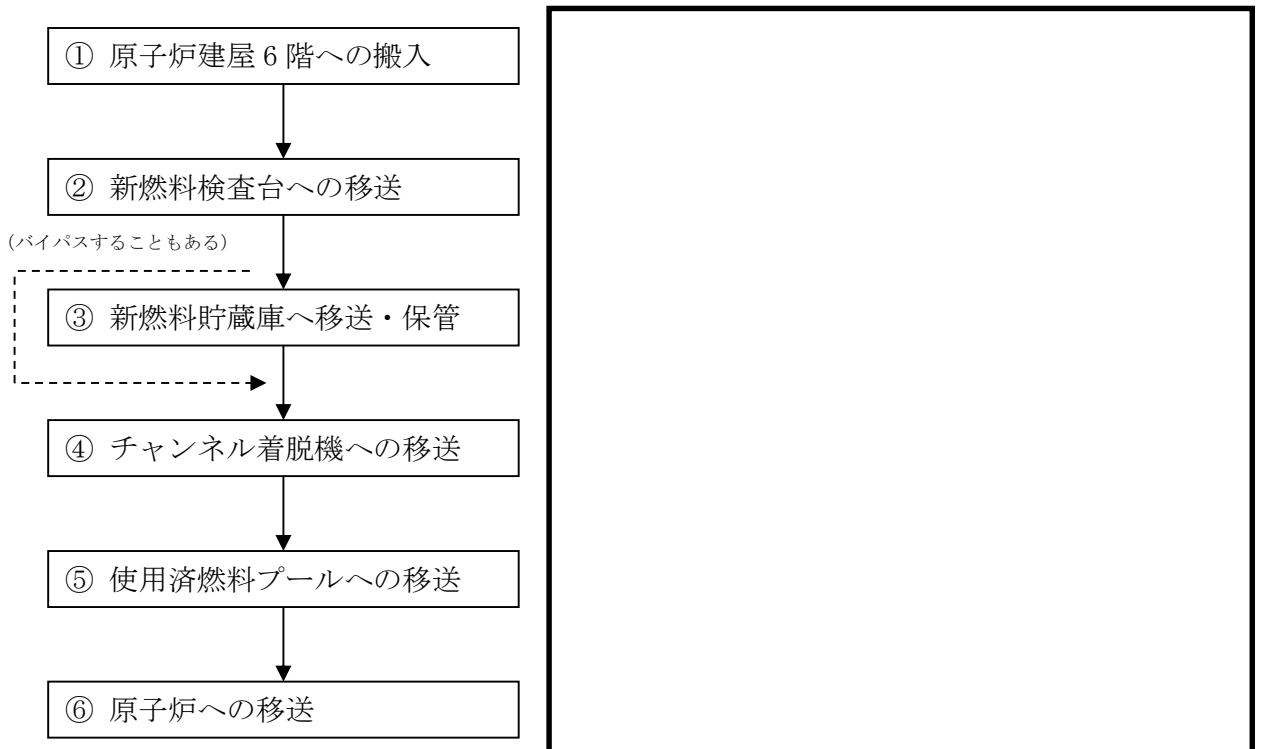 ① 原子炉建屋6階への搬入
② 新燃料検査台への移送
(バイパスすることもある)
③ 新燃料貯蔵庫へ移送・保管
④ チャンネル着脱機への移送
⑤ 使用済燃料プールへの移送
⑥ 原子炉への移送